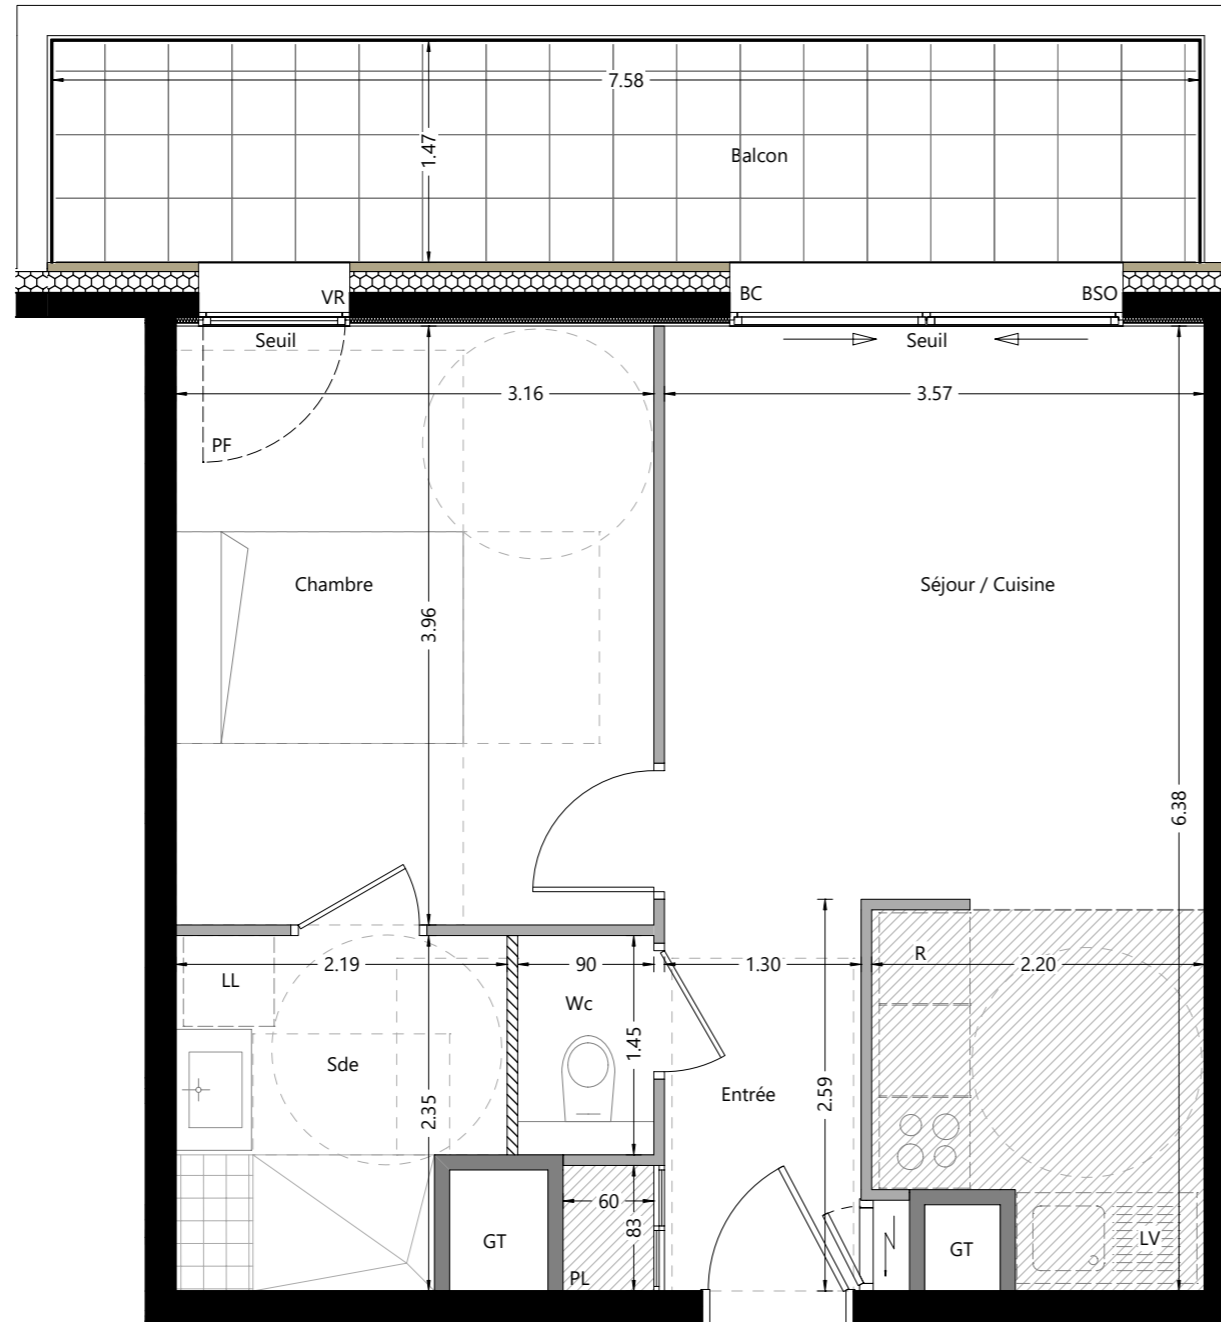 7.58
1.47
Balcon
VR
BC
BSO
Seuil
Seuil
3.16
3.57
PF
Chambre
Séjour / Cuisine
3.96
6.38
R
2.19
90
1.30
2.20
LL
Wc
1.45
Sde
Entrée
2.59
2.35
60
83
GT
PL
GT
LV